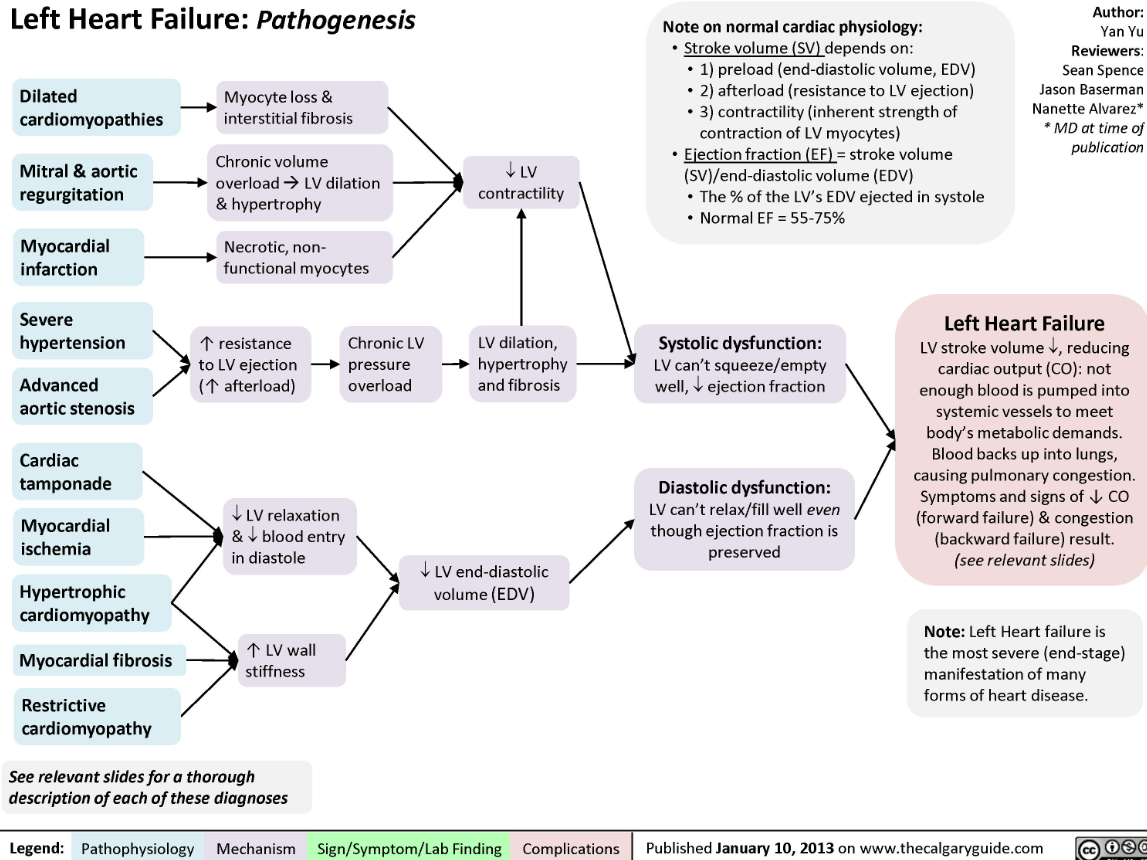 Left Heart Failure: Pathogenesis
Note on normal cardiac physiology:
• Stroke volume (SV) depends on:
• 1) preload (end-diastolic volume, EDV)
• 2) afterload (resistance to LV ejection)
• 3) contractility (inherent strength of
contraction of LV myocytes)
• Ejection fraction (EF) = stroke volume
(SV)/end-diastolic volume (EDV)
• The % of the LV's EDV ejected in systole
• Normal EF = 55-75%
Author:
Yan Yu
Reviewers:
Sean Spence
Jason Baserman
Nanette Alvarez*
* MD at time of
publication
Dilated
cardiomyopathies
Myocyte loss &
interstitial fibrosis
Mitral & aortic
regurgitation
Chronic volume
overload → LV dilation
& hypertrophy
Myocardial
infarction
Necrotic, non-
functional myocytes
↓ LV
contractility
Severe
hypertension
Advanced
aortic stenosis
↑ resistance
to LV ejection
(↑ afterload)
Chronic LV
pressure
overload
LV dilation,
hypertrophy
and fibrosis
Systolic dysfunction:
LV can't squeeze/empty
well, ↓ ejection fraction
Cardiac
tamponade
Myocardial
ischemia
Hypertrophic
cardiomyopathy
Myocardial fibrosis
Restrictive
cardiomyopathy
↓ LV relaxation
& ↓ blood entry
in diastole
↑ LV wall
stiffness
↓ LV end-diastolic
volume (EDV)
Diastolic dysfunction:
LV can't relax/fill well even
though ejection fraction is
preserved
Left Heart Failure
LV stroke volume ↓, reducing
cardiac output (CO): not
enough blood is pumped into
systemic vessels to meet
body's metabolic demands.
Blood backs up into lungs,
causing pulmonary congestion.
Symptoms and signs of ↓ CO
(forward failure) & congestion
(backward failure) result.
(see relevant slides)
Note: Left Heart failure is
the most severe (end-stage)
manifestation of many
forms of heart disease.
See relevant slides for a thorough
description of each of these diagnoses
Legend: Pathophysiology Mechanism Sign/Symptom/Lab Finding Complications Published January 10, 2013 on www.thecalgaryguide.com